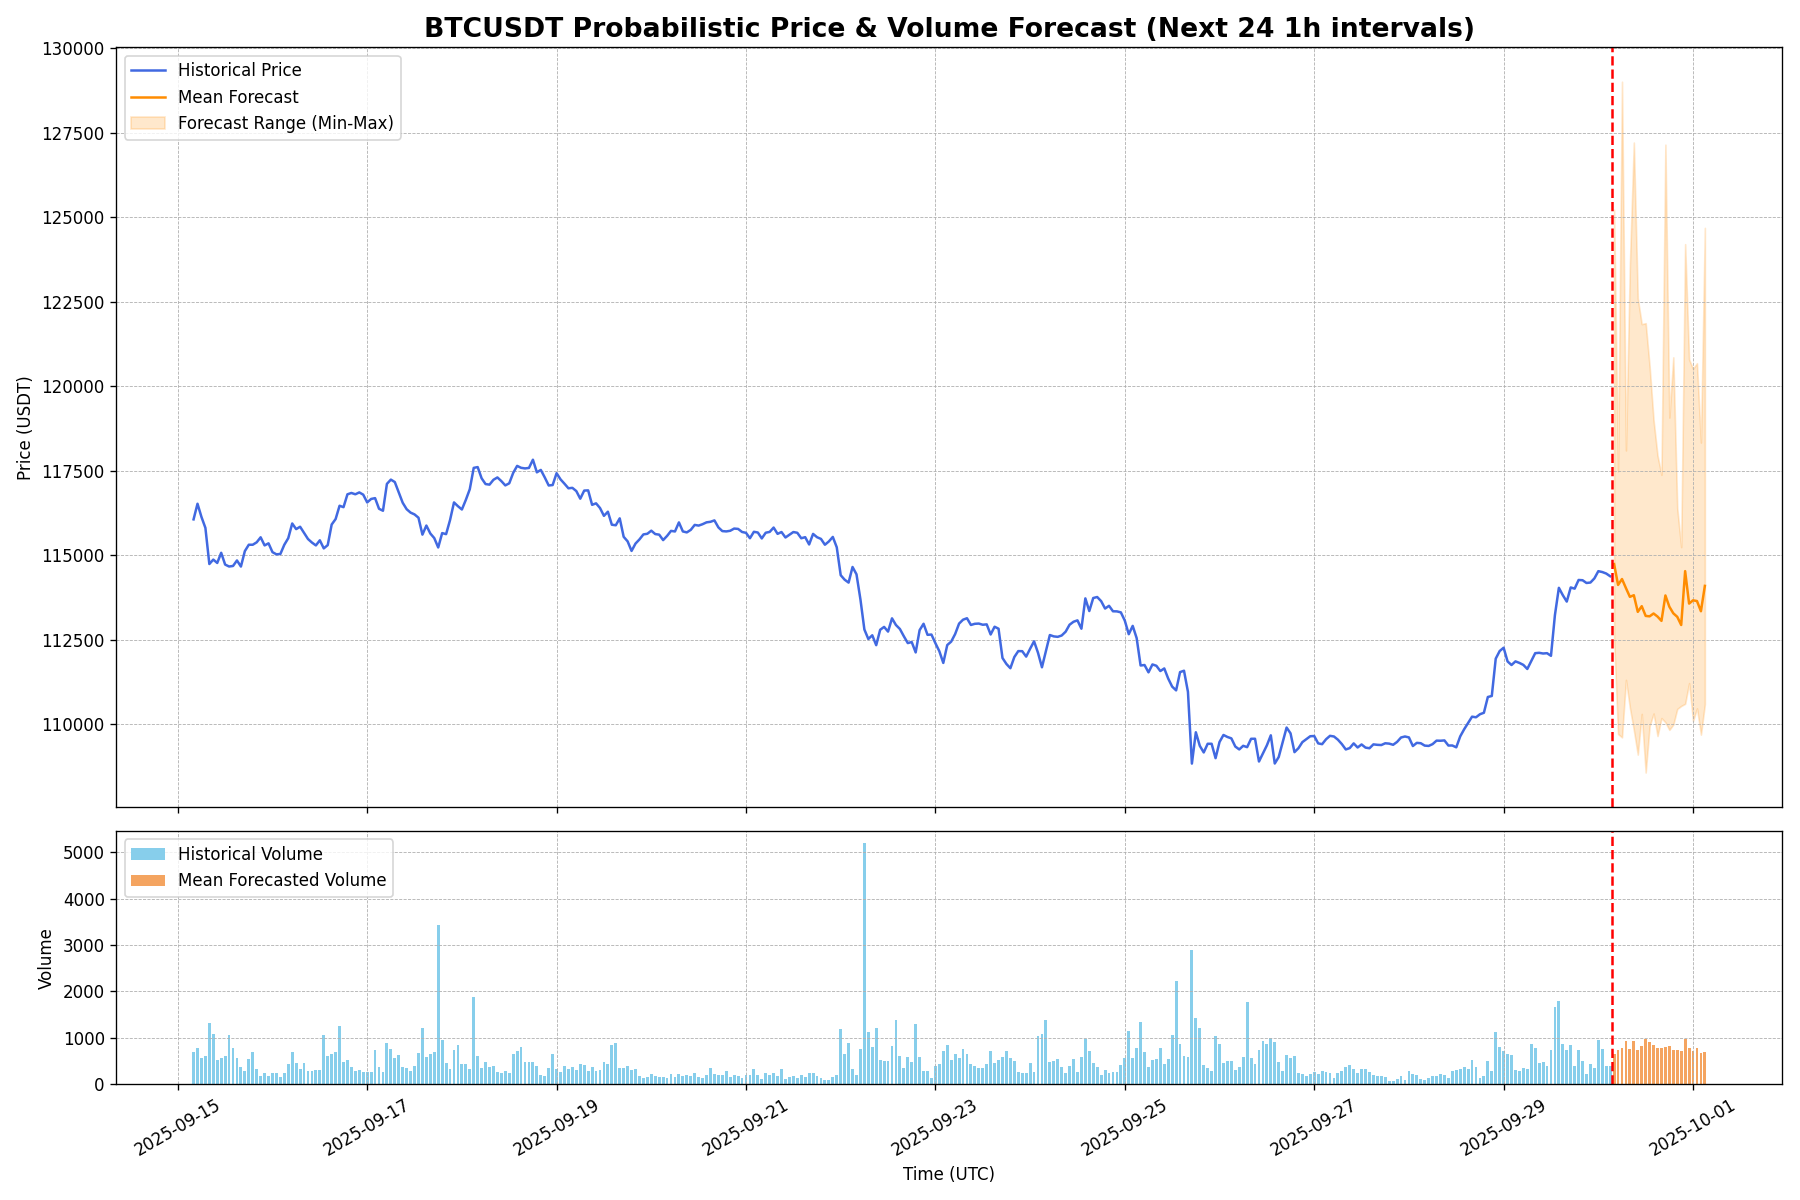 BTCUSDT Probabilistic Price & Volume Forecast (Next 24 1h intervals)
Historical Price
Mean Forecast
Forecast Range (Min-Max)
Price (USDT)
130000
127500
125000
122500
120000
117500
115000
112500
110000
Historical Volume
Mean Forecasted Volume
Volume
5000
4000
3000
2000
1000
0
2025-09-15
2025-09-17
2025-09-19
2025-09-21
2025-09-23
2025-09-25
2025-09-27
2025-09-29
2025-10-01
Time (UTC)